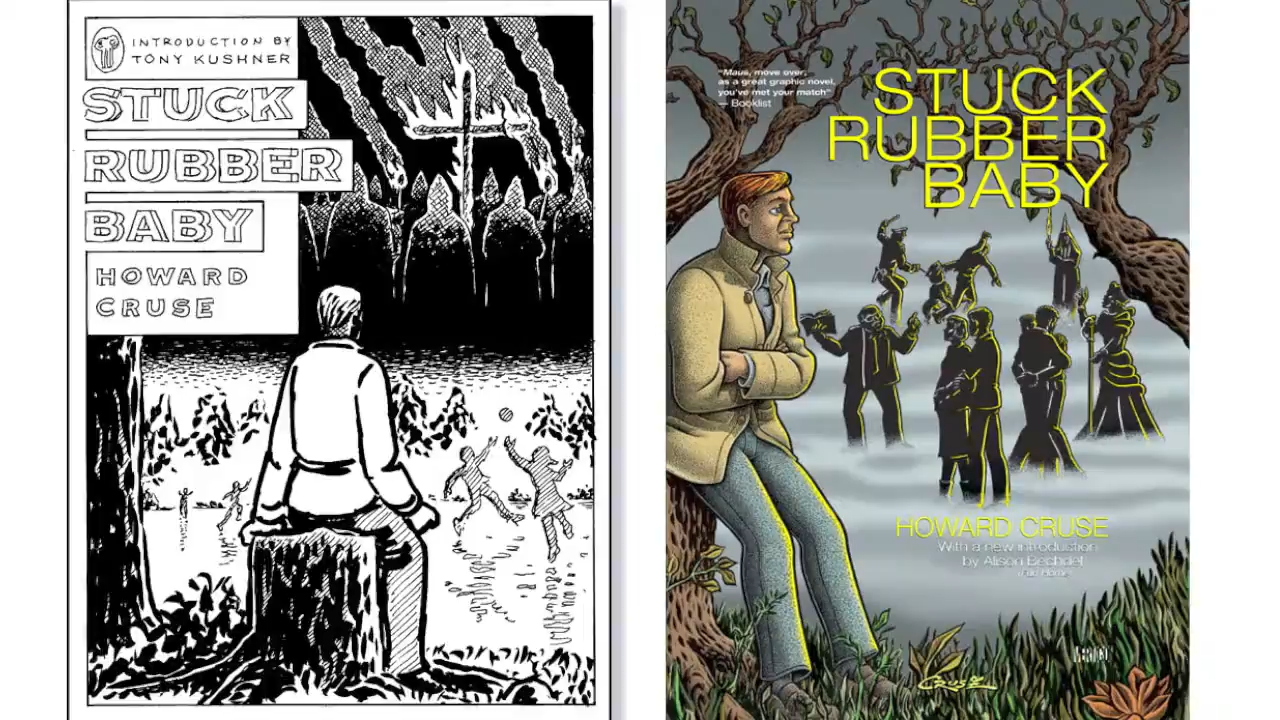 INTRODUCTION BY
TONY KUSHNER
STUCK
RUBBER
BABY
HOWARD
CRUSE
"Maus, move over:
as a great graphic novel,
you've met your match"
— Booklist
STUCK
RUBBER
BABY
HOWARD CRUSE
With a new introduction
by Alison Bechdel
VERTIGO
Cruse